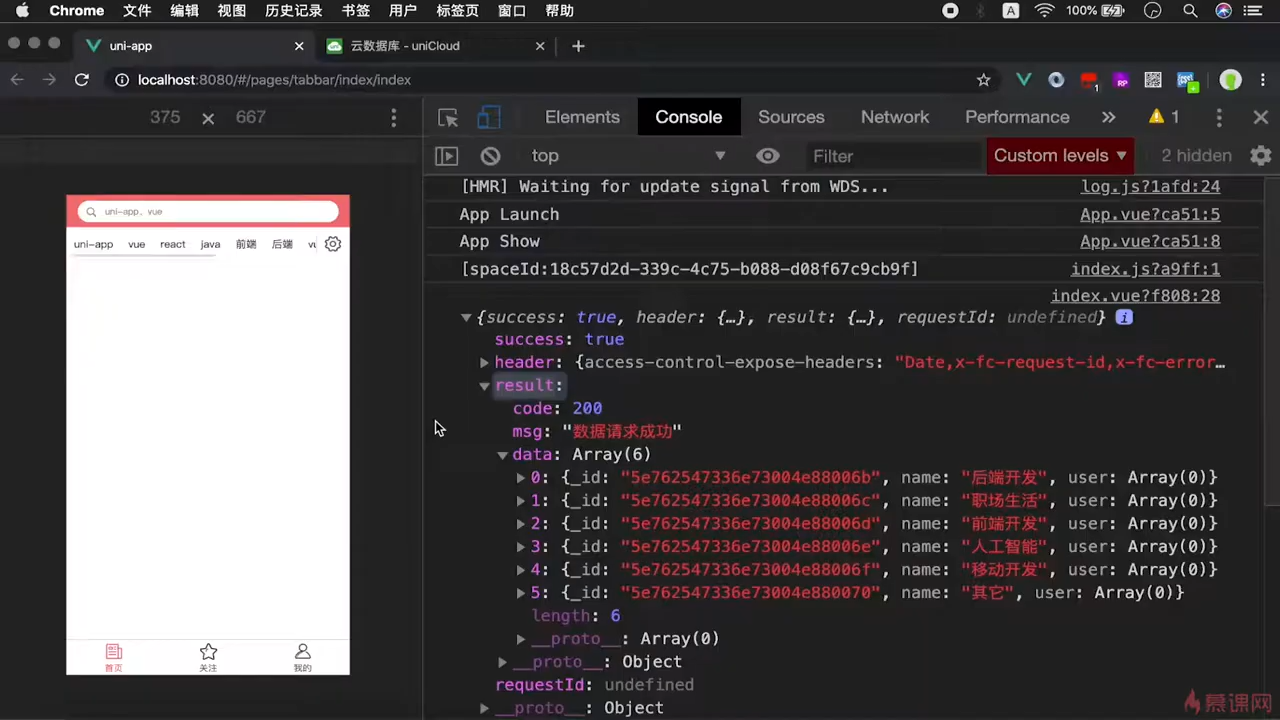 Chrome 文件 编辑 视图 历史记录 书签 用户 标签页 窗口 帮助 A 100%
uni-app 云数据库 - uniCloud
localhost:8080/#/pages/tabbar/index/index RP 1
375 × 667
Elements Console Sources Network Performance 1
top Filter Custom levels 2 hidden
[HMR] Waiting for update signal from WDS... log.js?1afd:24
App Launch App.vue?ca51:5
App Show App.vue?ca51:8
[spaceId:18c57d2d-339c-4c75-b088-d08f67c9cb9f] index.js?a9ff:1
index.vue?f808:28
{success: true, header: {…}, result: {…}, requestId: undefined} i
success: true
header: {access-control-expose-headers: "Date,x-fc-request-id,x-fc-error…
result:
code: 200
msg: "数据请求成功"
data: Array(6)
0: {_id: "5e762547336e73004e88006b", name: "后端开发", user: Array(0)}
1: {_id: "5e762547336e73004e88006c", name: "职场生活", user: Array(0)}
2: {_id: "5e762547336e73004e88006d", name: "前端开发", user: Array(0)}
3: {_id: "5e762547336e73004e88006e", name: "人工智能", user: Array(0)}
4: {_id: "5e762547336e73004e88006f", name: "移动开发", user: Array(0)}
5: {_id: "5e762547336e73004e880070", name: "其它", user: Array(0)}
length: 6
__proto__: Array(0)
__proto__: Object
requestId: undefined
__proto__: Object
uni-app、vue
uni-app vue react java 前端 后端
首页 关注 我的
慕课网